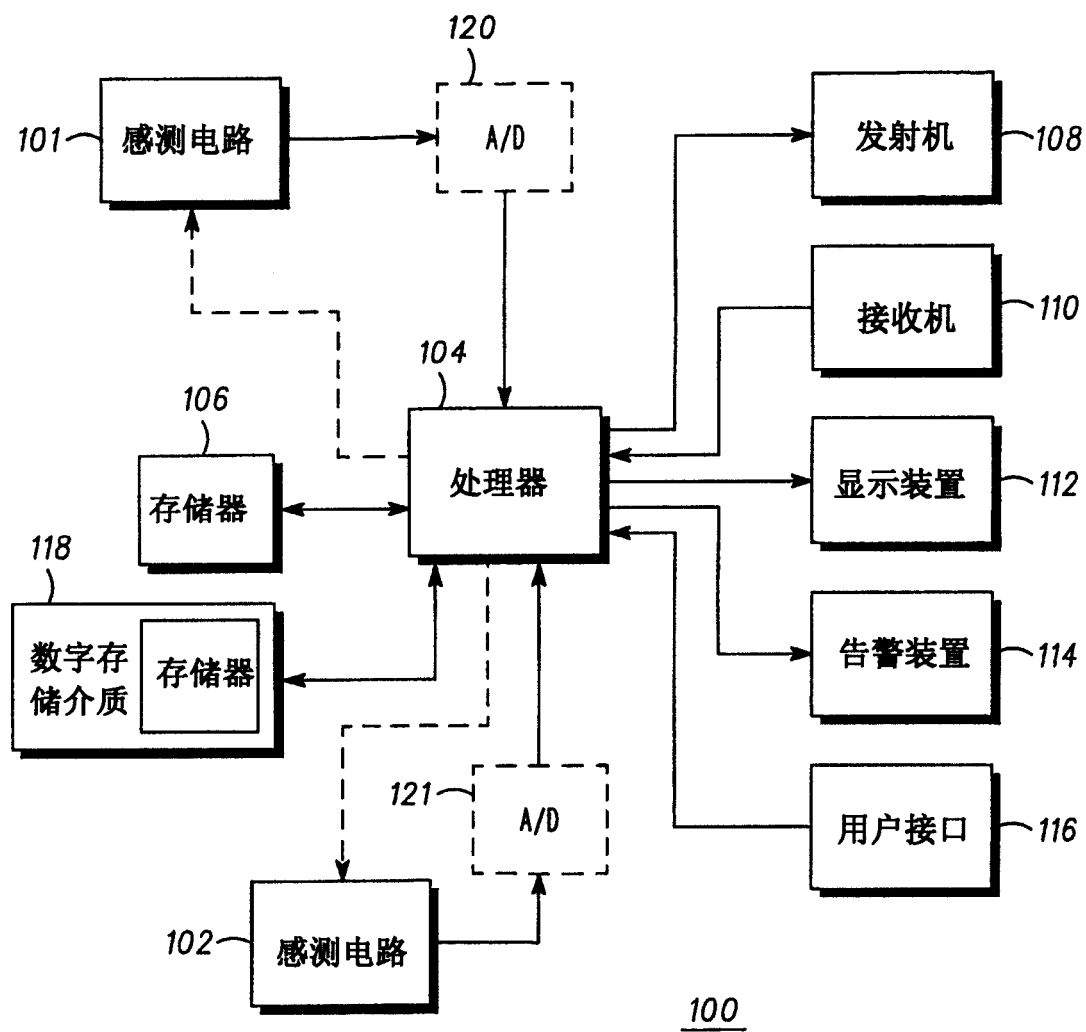 120
101
感测电路
A/D
发射机
108
接收机
110
104
106
处理器
存储器
显示装置
112
118
数字存
储介质
存储器
告警装置
114
121
A/D
用户接口
116
102
感测电路
100